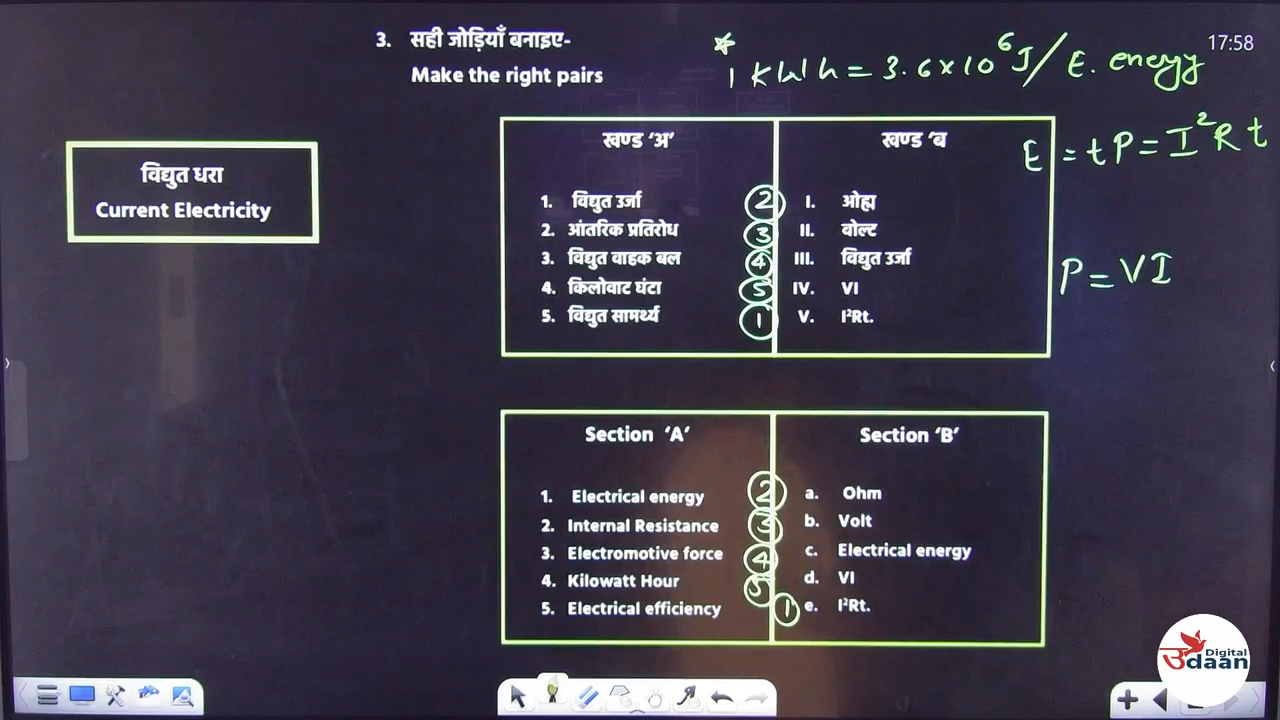 3. सही जोड़ियाँ बनाइए-
Make the right pairs
* 1 kWh = 3.6×10⁶ J / E. energy
17:58
विद्युत धरा
Current Electricity
खण्ड ‘अ’ खण्ड ‘ब
E = tP = I²Rt
1. विद्युत उर्जा ② I. ओह्म
2. आंतरिक प्रतिरोध ③ II. वोल्ट
3. विद्युत वाहक बल ④ III. विद्युत उर्जा
P = VI
4. किलोवाट घंटा ⑤ IV. VI
5. विद्युत सामर्थ्य ① V. I²Rt.
Section ‘A’ Section ‘B’
1. Electrical energy ② a. Ohm
2. Internal Resistance ③ b. Volt
3. Electromotive force ④ c. Electrical energy
4. Kilowatt Hour ⑤ d. VI
5. Electrical efficiency ① e. I²Rt.
Digital
उdaan